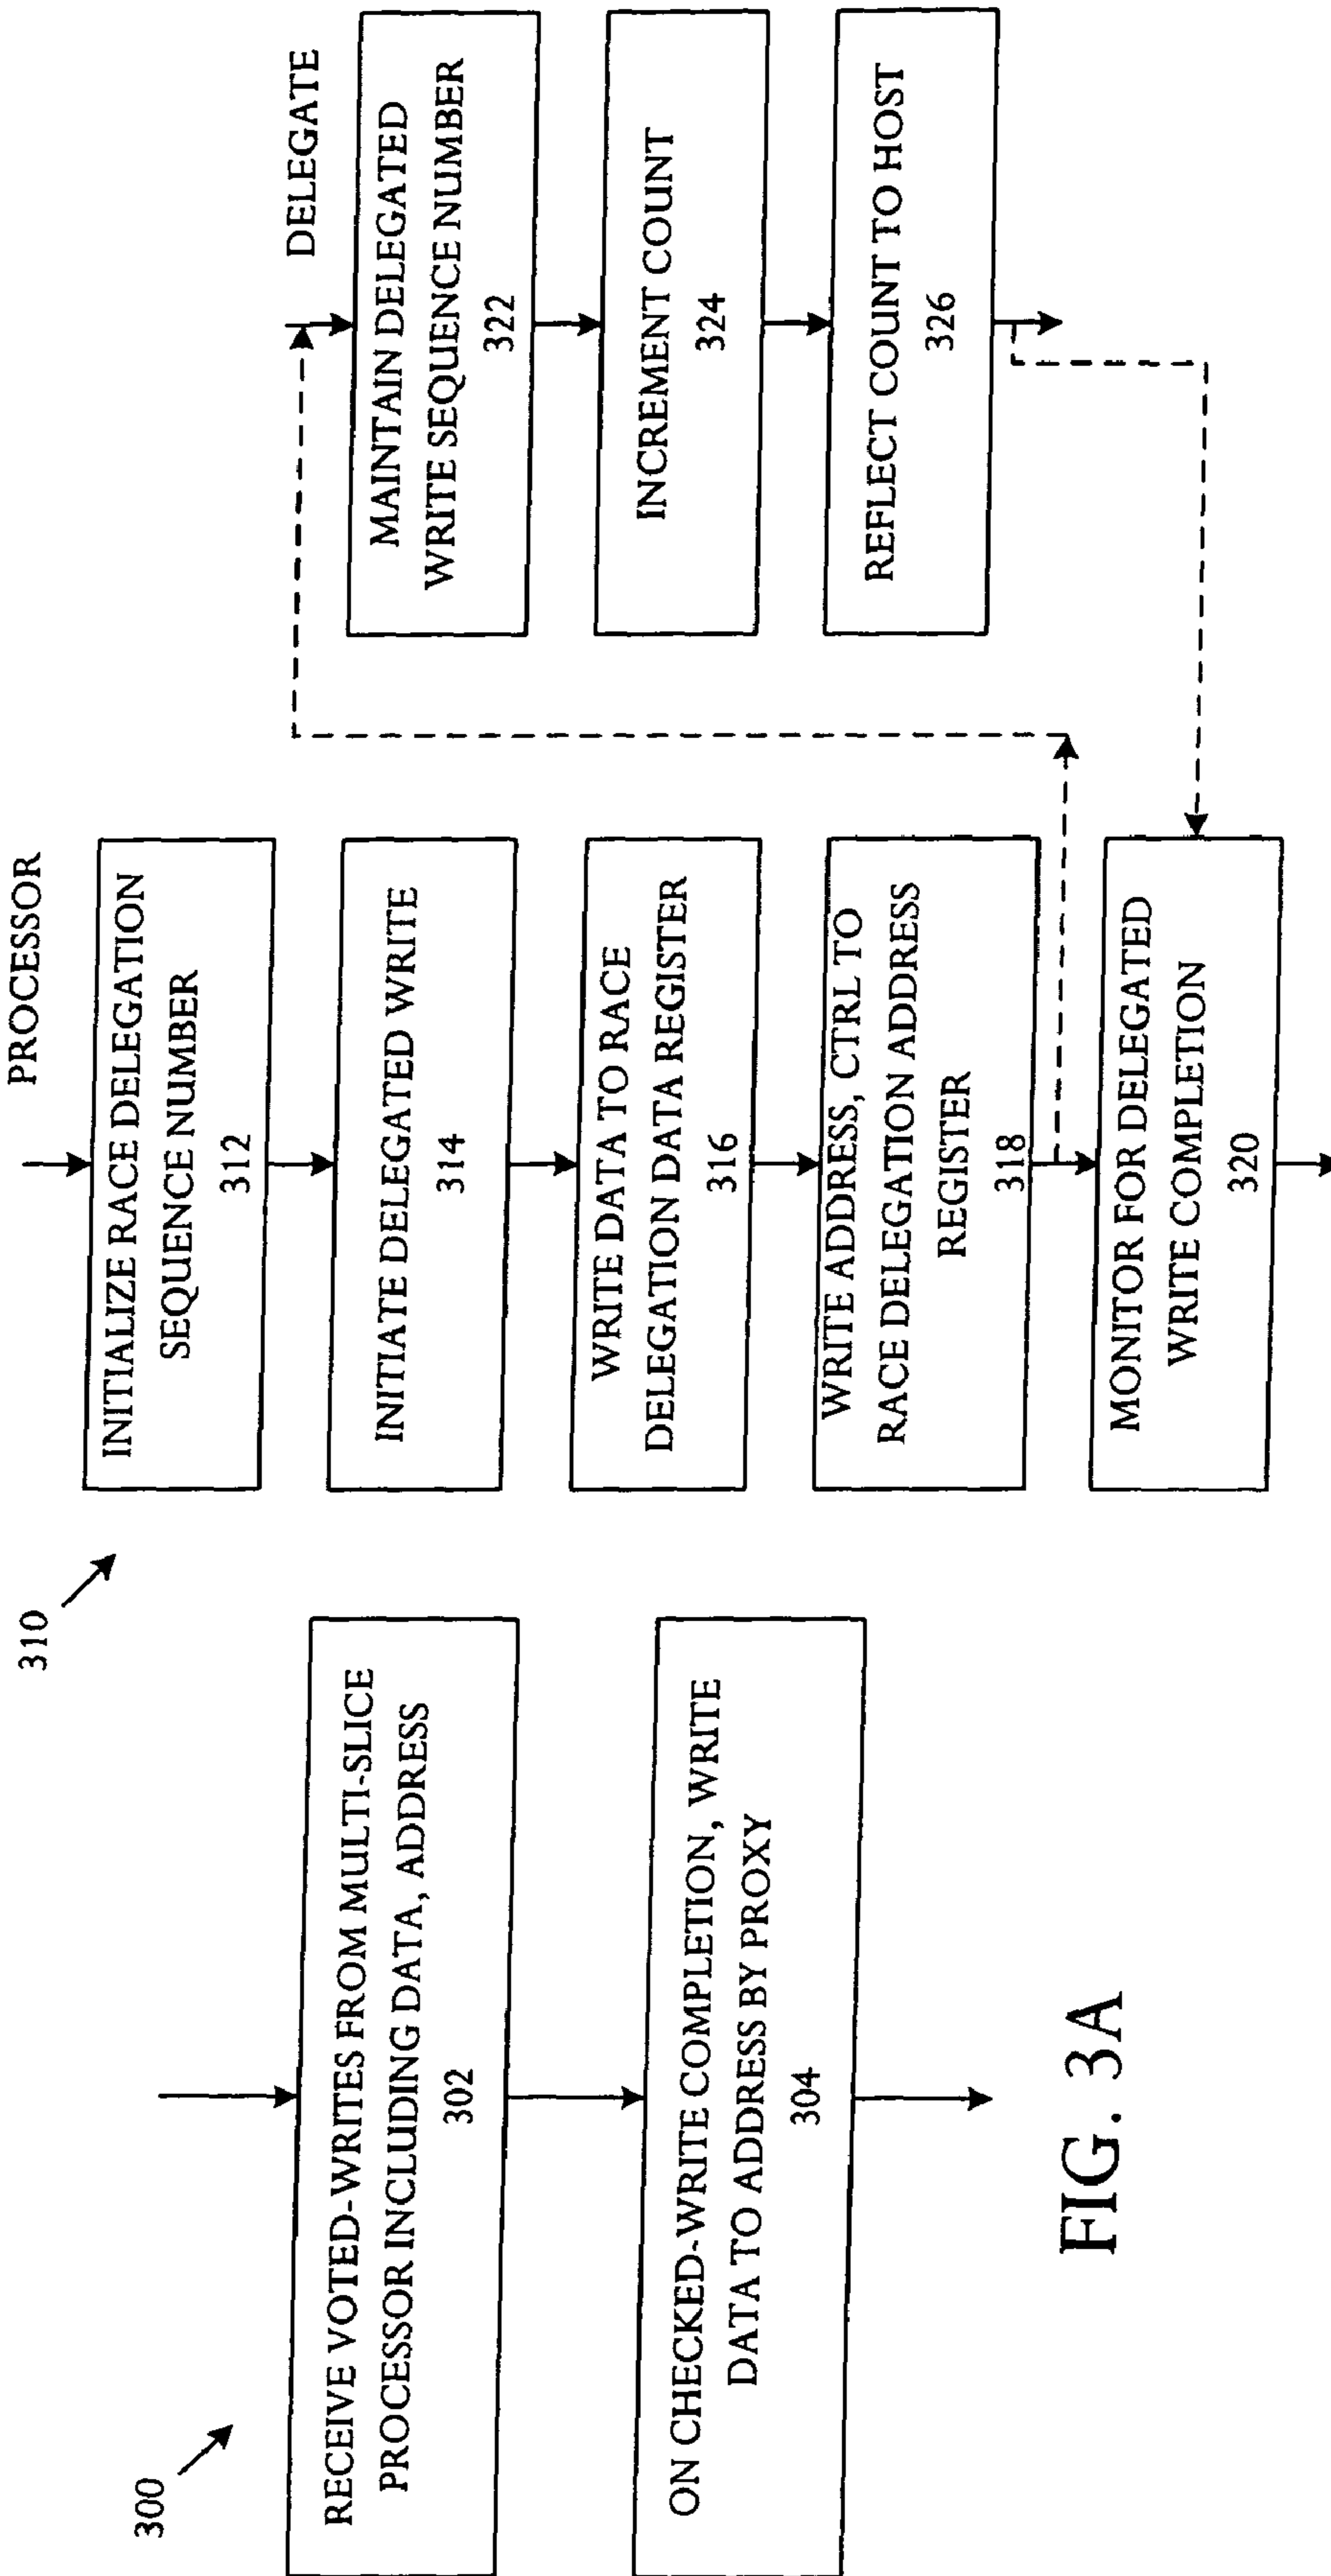 300
RECEIVE VOTED-WRITES FROM MULTI-SLICE
PROCESSOR INCLUDING DATA, ADDRESS
302
ON CHECKED-WRITE COMPLETION, WRITE
DATA TO ADDRESS BY PROXY
304
FIG. 3A
310
PROCESSOR
INITIALIZE RACE DELEGATION
SEQUENCE NUMBER
312
INITIATE DELEGATED WRITE
314
WRITE DATA TO RACE
DELEGATION DATA REGISTER
316
WRITE ADDRESS, CTRL TO
RACE DELEGATION ADDRESS
REGISTER
318
MONITOR FOR DELEGATED
WRITE COMPLETION
320
DELEGATE
MAINTAIN DELEGATED
WRITE SEQUENCE NUMBER
322
INCREMENT COUNT
324
REFLECT COUNT TO HOST
326